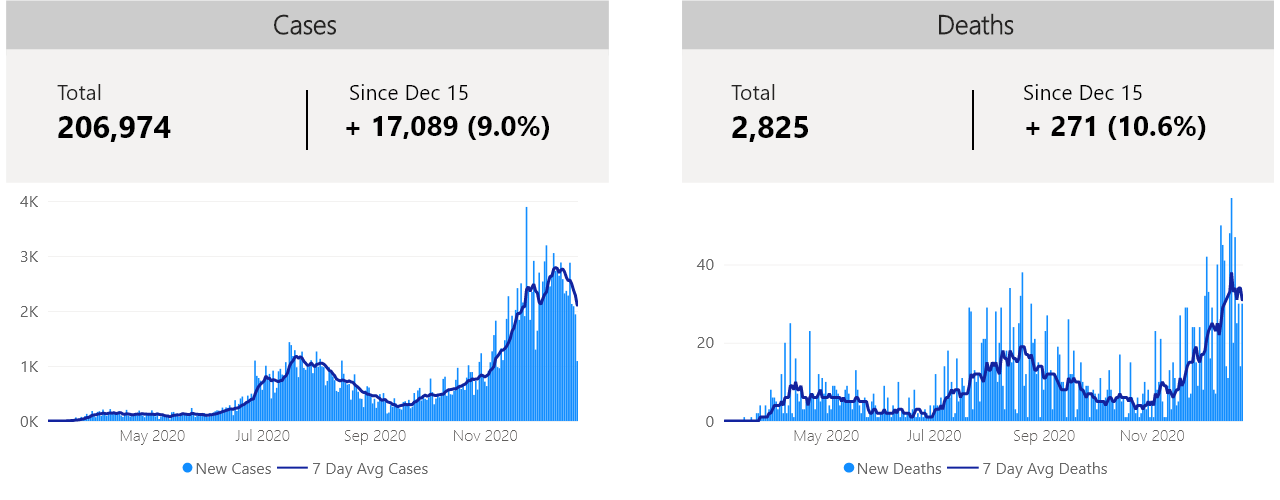 Cases
Total
206,974
Since Dec 15
+ 17,089 (9.0%)
4K
3K
2K
1K
0K
May 2020 Jul 2020 Sep 2020 Nov 2020
New Cases 7 Day Avg Cases
Deaths
Total
2,825
Since Dec 15
+ 271 (10.6%)
40
20
0
May 2020 Jul 2020 Sep 2020 Nov 2020
New Deaths 7 Day Avg Deaths